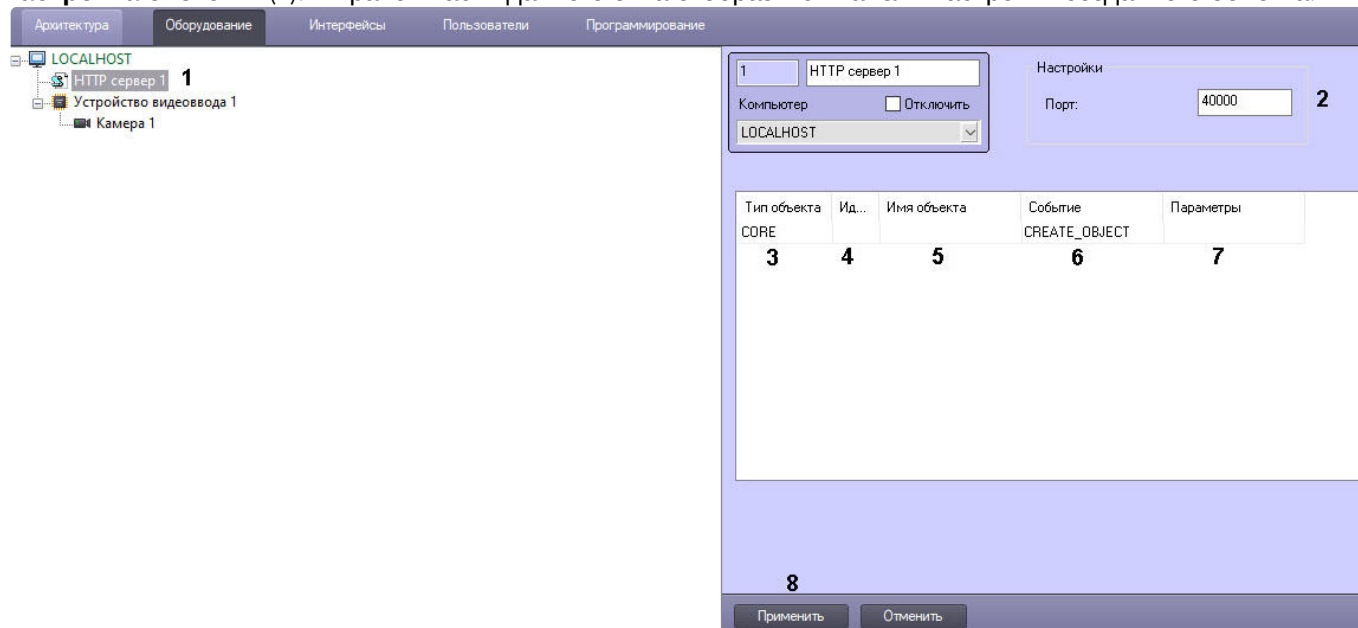 Архитектура Оборудование Интерфейсы Пользователи Программирование
LOCALHOST
HTTP сервер 1 1
Устройство видеоввода 1
Камера 1
1 HTTP сервер 1
Компьютер Отключить
LOCALHOST
Настройки
Порт: 40000 2
Тип объекта Ид... Имя объекта Событие Параметры
CORE CREATE_OBJECT
3 4 5 6 7
8
Применить Отменить